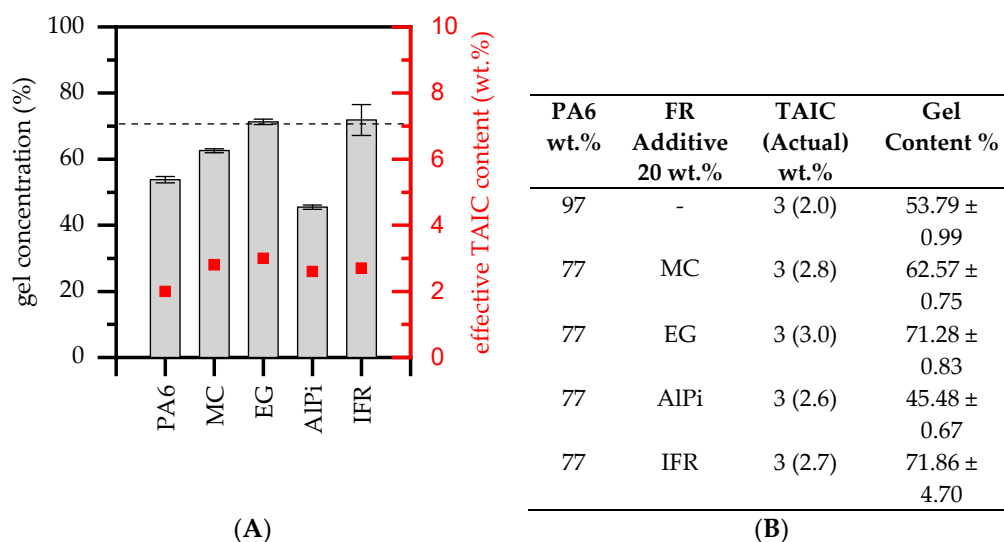 100
80
60
40
20
0
gel concentration (%)
10
8
6
4
2
0
effective TAIC content (wt.%)
PA6
MC
EG
AlPi
IFR
(A)
PA6 FR TAIC Gel
wt.% Additive (Actual) Content %
20 wt.% wt.%
97 - 3 (2.0) 53.79 ±
0.99
77 MC 3 (2.8) 62.57 ±
0.75
77 EG 3 (3.0) 71.28 ±
0.83
77 AlPi 3 (2.6) 45.48 ±
0.67
77 IFR 3 (2.7) 71.86 ±
4.70
(B)